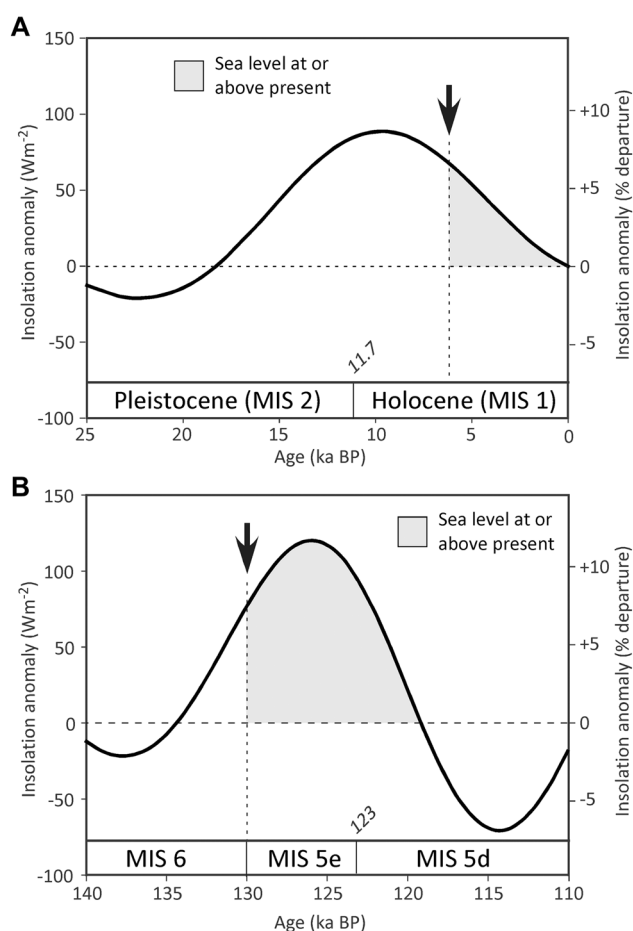 A
150
100
50
0
-50
-100
Insolation anomaly (Wm-2)
Sea level at or
above present
+10
+5
0
-5
Insolation anomaly (% departure)
11.7
Pleistocene (MIS 2)
Holocene (MIS 1)
25
20
15
10
5
0
Age (ka BP)
B
150
100
50
0
-50
-100
Insolation anomaly (Wm-2)
Sea level at or
above present
+10
+5
0
-5
Insolation anomaly (% departure)
123
MIS 6
MIS 5e
MIS 5d
140
135
130
125
120
115
110
Age (ka BP)